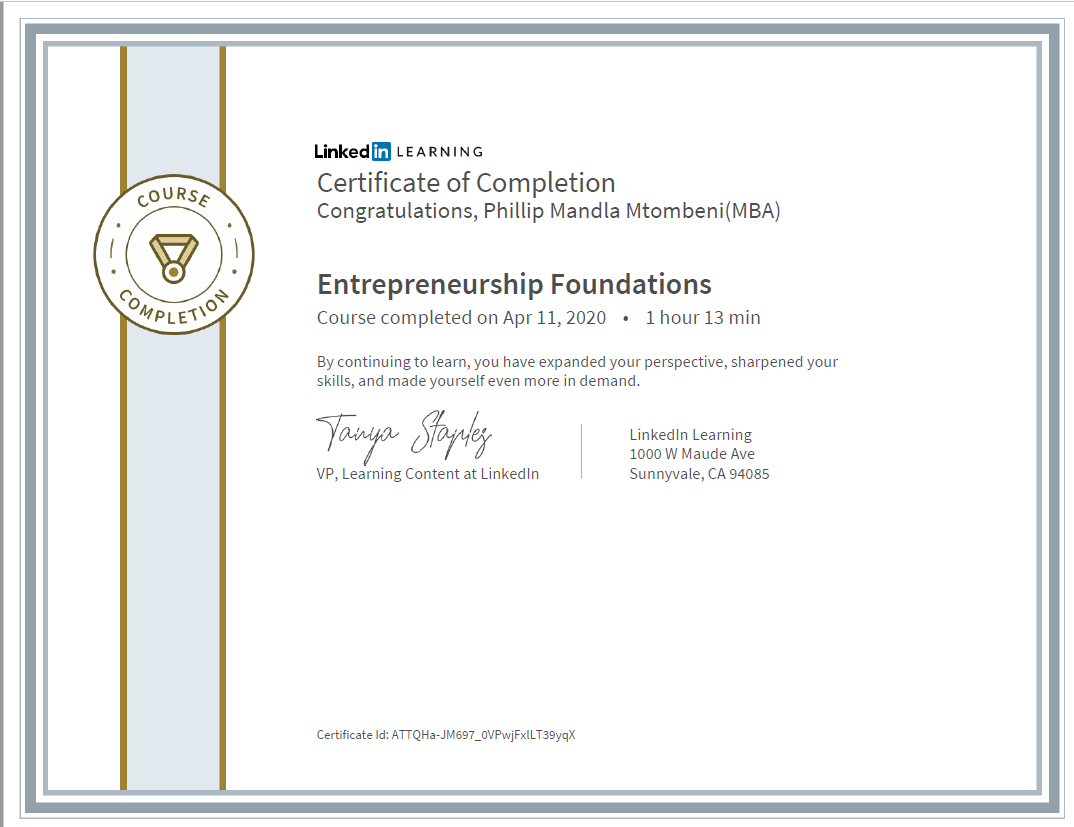 COURSE
COMPLETION
Linkedin LEARNING
Certificate of Completion
Congratulations, Phillip Mandla Mtombeni(MBA)
Entrepreneurship Foundations
Course completed on Apr 11, 2020 • 1 hour 13 min
By continuing to learn, you have expanded your perspective, sharpened your
skills, and made yourself even more in demand.
Tanya Staples
VP, Learning Content at LinkedIn
LinkedIn Learning
1000 W Maude Ave
Sunnyvale, CA 94085
Certificate Id: ATTQHa-JM697_0VPwjFxlLT39yqX